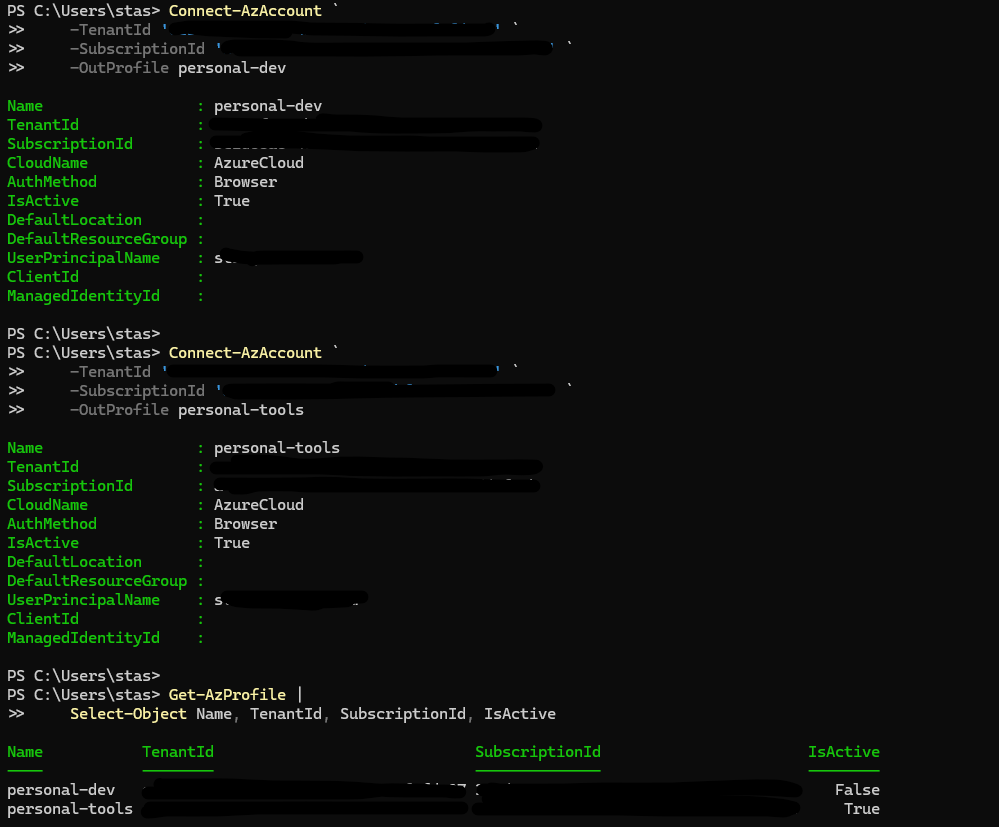 PS C:\Users\stas> Connect-AzAccount `
>>     -TenantId ' ' `
>>     -SubscriptionId ' ' `
>>     -OutProfile personal-dev
Name                 : personal-dev
TenantId             :
SubscriptionId       :
CloudName            : AzureCloud
AuthMethod           : Browser
IsActive             : True
DefaultLocation      :
DefaultResourceGroup :
UserPrincipalName    :
ClientId             :
ManagedIdentityId    :
PS C:\Users\stas>
PS C:\Users\stas> Connect-AzAccount `
>>     -TenantId ' ' `
>>     -SubscriptionId ' `
>>     -OutProfile personal-tools
Name                 : personal-tools
TenantId             :
SubscriptionId       :
CloudName            : AzureCloud
AuthMethod           : Browser
IsActive             : True
DefaultLocation      :
DefaultResourceGroup :
UserPrincipalName    :
ClientId             :
ManagedIdentityId    :
PS C:\Users\stas>
PS C:\Users\stas> Get-AzProfile |
>>     Select-Object Name, TenantId, SubscriptionId, IsActive
Name TenantId SubscriptionId IsActive
personal-dev False
personal-tools True